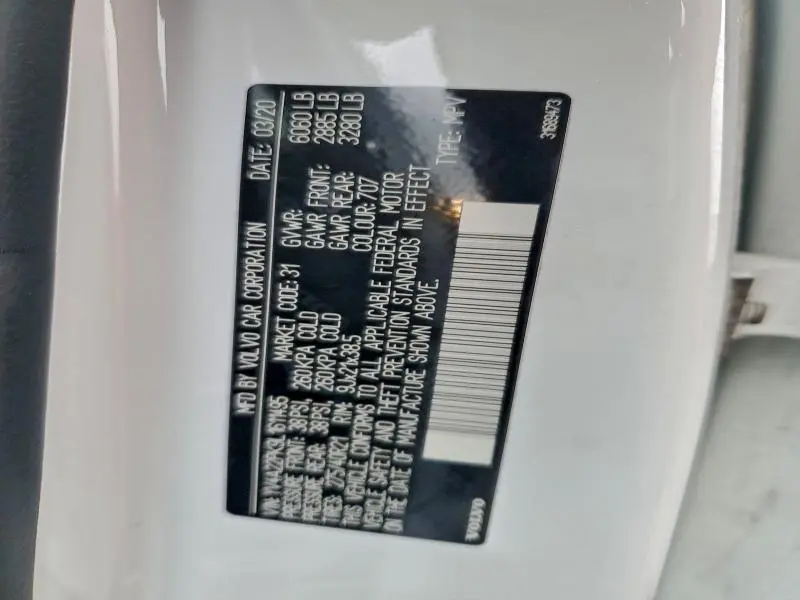 MFD BY VOLVO CAR CORPORATION DATE: 03/20
VIN: MARKET CODE: 31 GVWR: 6060 LB
PRESSURE FRONT: 38PSI, 260KPA COLD GAWR FRONT: 2885 LB
PRESSURE REAR: 38PSI, 260KPA COLD GAWR REAR: 3280 LB
TIRES: 275/40R21 RIM: 9Jx21x38.5 COLOUR: 707
THIS VEHICLE CONFORMS TO ALL APPLICABLE FEDERAL MOTOR
VEHICLE SAFETY AND THEFT PREVENTION STANDARDS IN EFFECT
ON THE DATE OF MANUFACTURE SHOWN ABOVE.
TYPE: MPV
VOLVO
31689473